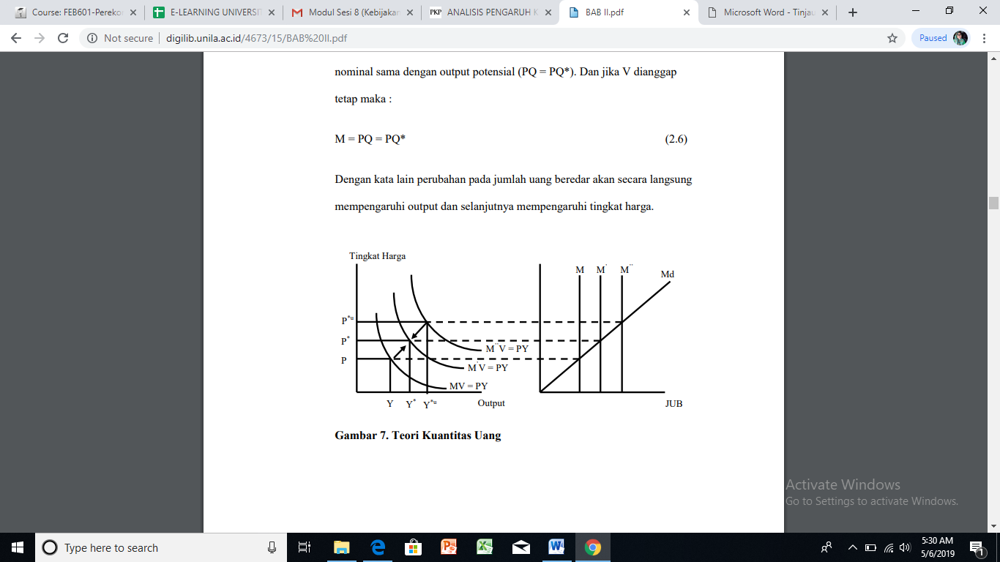 Course: FEB601-Pereko
E-LEARNING UNIVERSIT
Modul Sesi 8 (Kebijakan
PKP ANALISIS PENGARUH K
BAB II.pdf
Microsoft Word - Tinjau
Not secure | digilib.unila.ac.id/4673/15/BAB%20II.pdf
Paused
nominal sama dengan output potensial (PQ = PQ*). Dan jika V dianggap
tetap maka :
M = PQ = PQ* (2.6)
Dengan kata lain perubahan pada jumlah uang beredar akan secara langsung
mempengaruhi output dan selanjutnya mempengaruhi tingkat harga.
Tingkat Harga
M M' M'' Md
P*u
P*
P
M''V = PY
M'V = PY
MV = PY
Y Y* Y*u Output JUB
Gambar 7. Teori Kuantitas Uang
Activate Windows
Go to Settings to activate Windows.
Type here to search
5:30 AM
5/6/2019
1